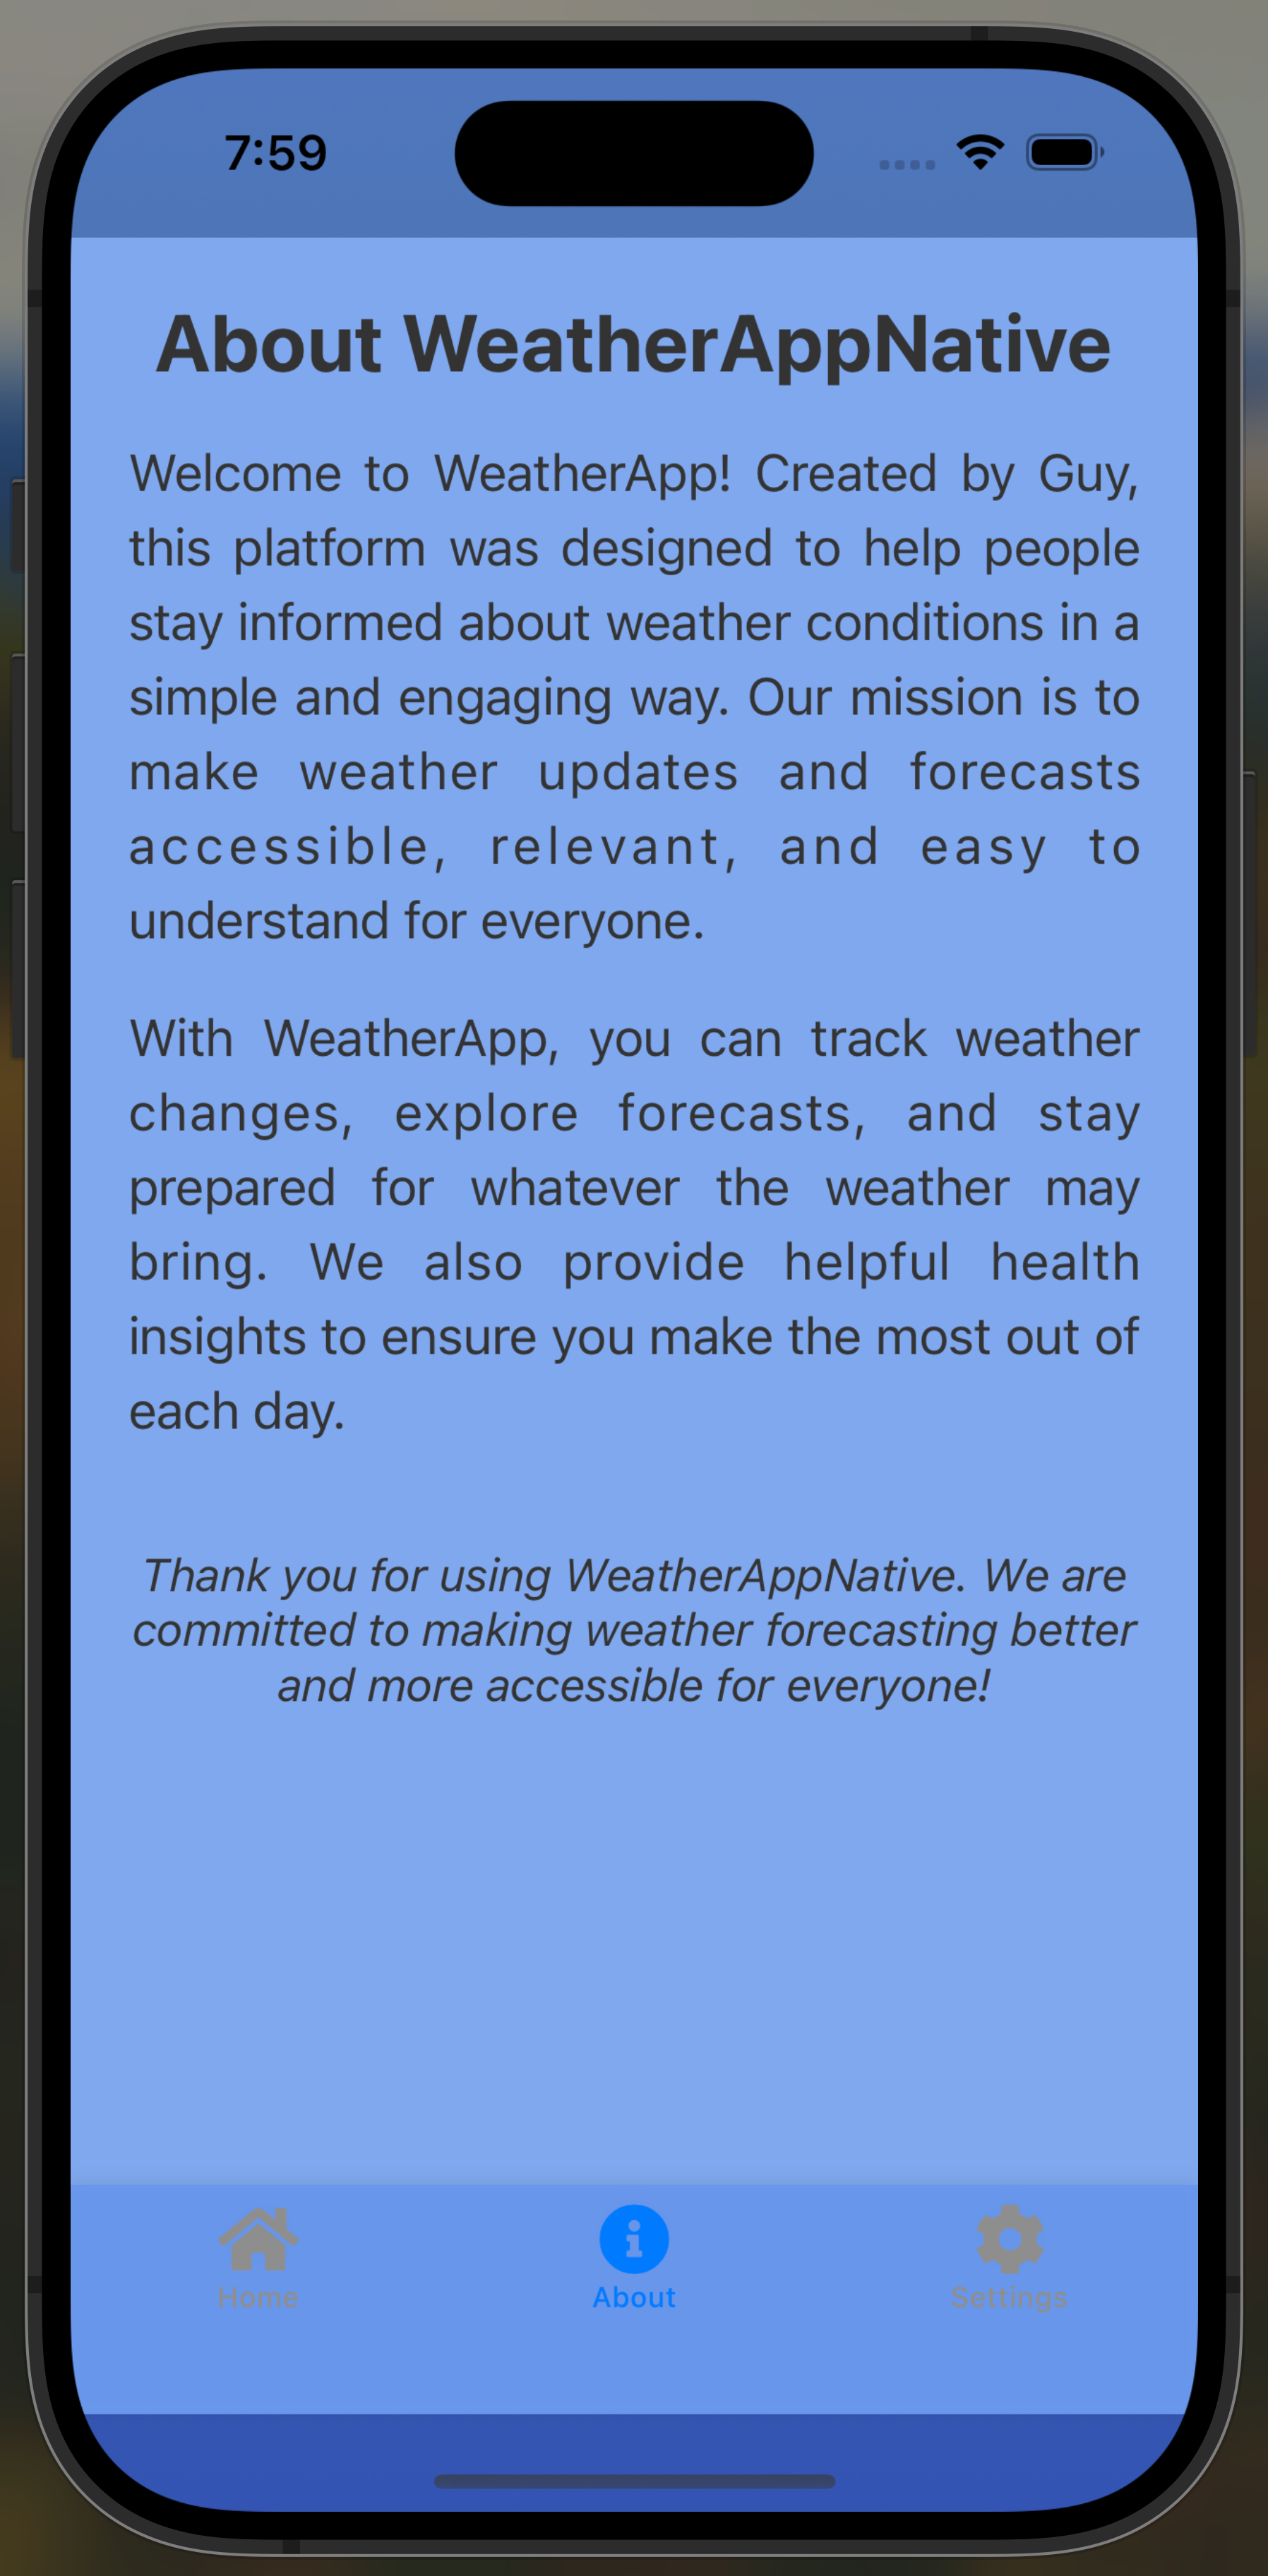 7:59
About WeatherAppNative
Welcome to WeatherApp! Created by Guy,
this platform was designed to help people
stay informed about weather conditions in a
simple and engaging way. Our mission is to
make weather updates and forecasts
accessible, relevant, and easy to
understand for everyone.
With WeatherApp, you can track weather
changes, explore forecasts, and stay
prepared for whatever the weather may
bring. We also provide helpful health
insights to ensure you make the most out of
each day.
Thank you for using WeatherAppNative. We are
committed to making weather forecasting better
and more accessible for everyone!
Home
About
Settings